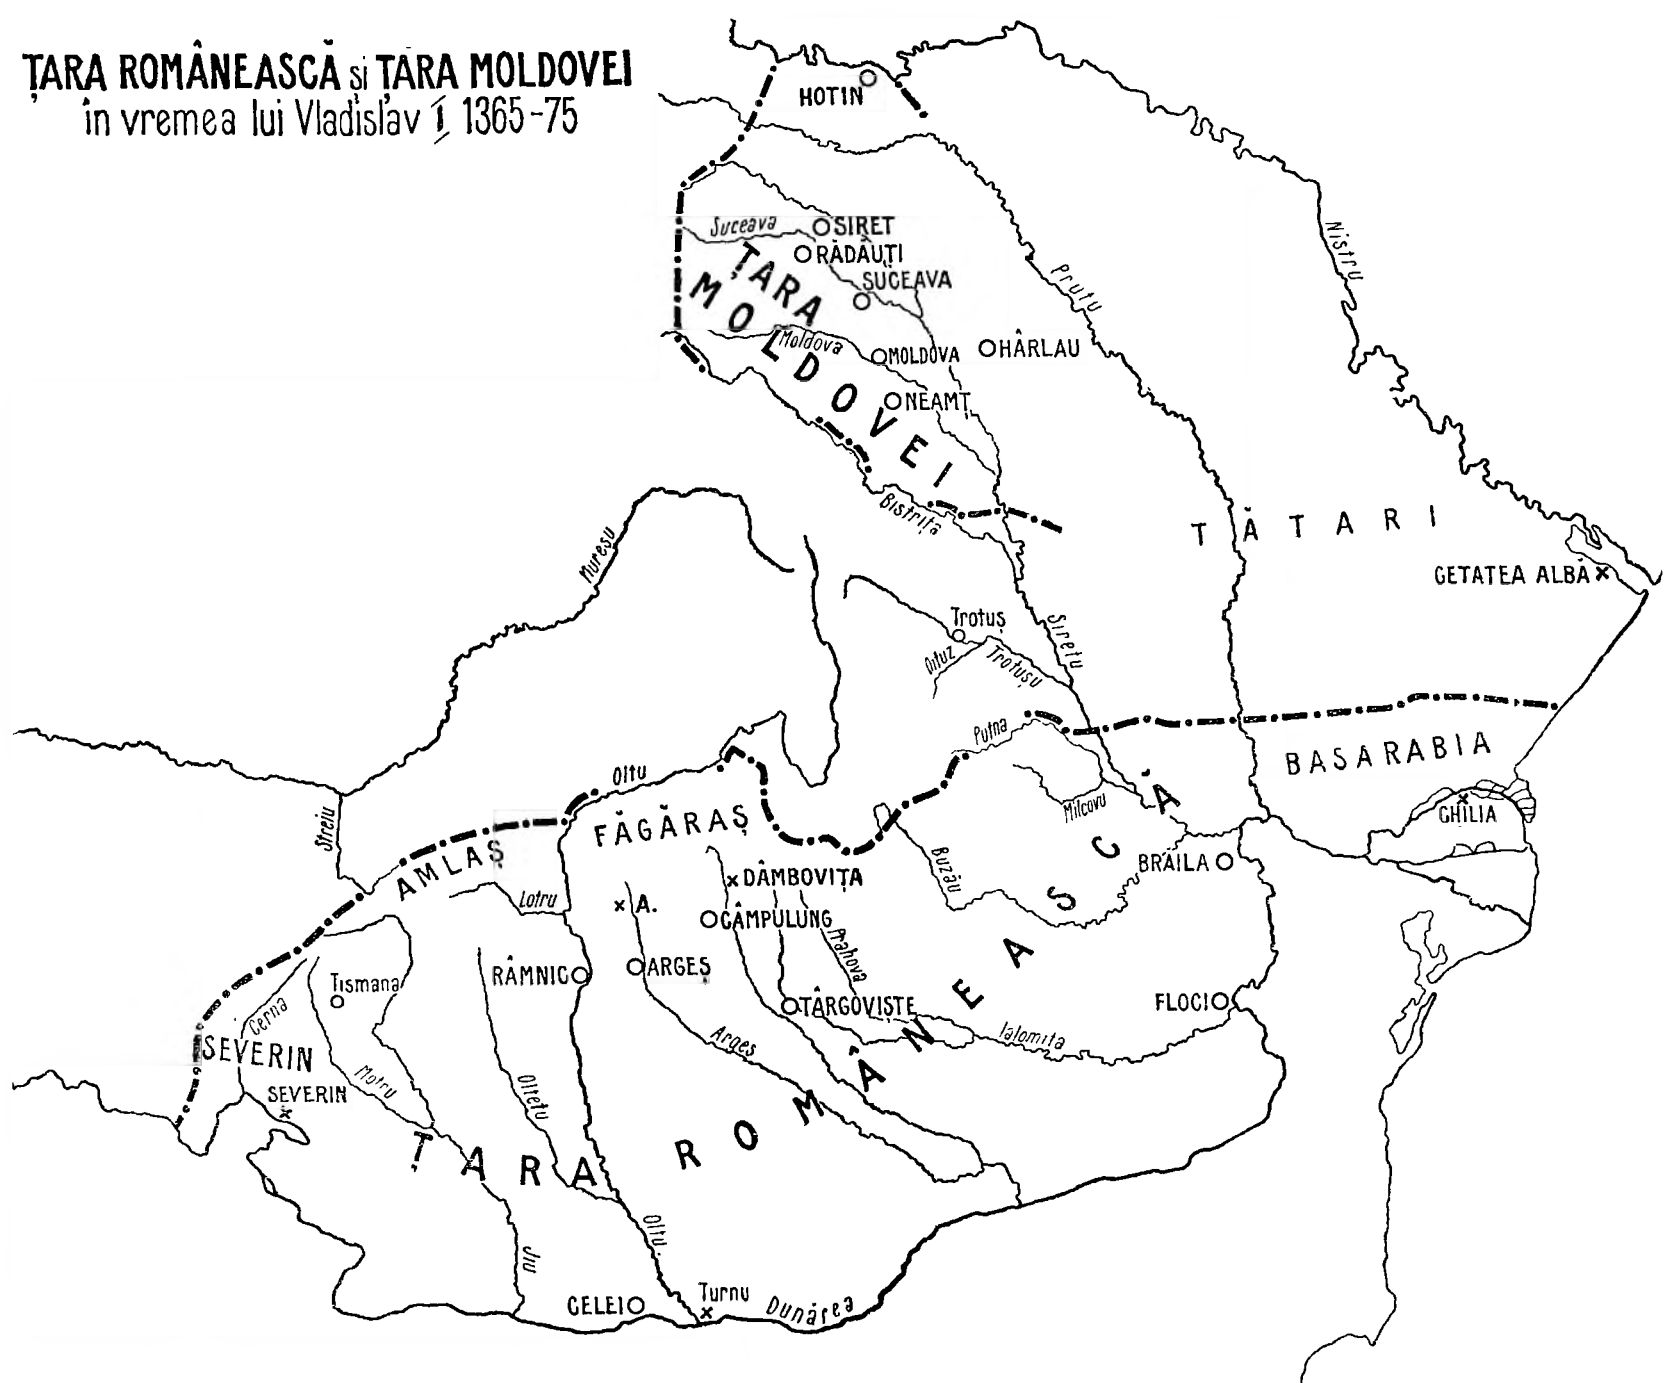 ȚARA ROMÂNEASCĂ și ȚARA MOLDOVEI
în vremea lui Vladislav I, 1365-75
HOTIN
Suceava
SIRET
RĂDĂUȚI
SUCEAVA
ȚARA
MOLDOVEI
Moldova
MOLDOVA
HÂRLAU
NEAMȚ
Prutu
Nistru
Bistrița
TĂTARI
CETATEA ALBĂ
Mureșu
Trotuș
Oituz
Trotușu
Siretu
Putna
BASARABIA
Oltu
Streiu
FĂGĂRAȘ
AMLAȘ
Milcovu
GHILIA
BRĂILA
Buzău
DÂMBOVIȚA
Lotru
A.
CÂMPULUNG
Prahova
RÂMNIC
ARGEȘ
Tismana
TÂRGOVIȘTE
FLOCI
Cerna
Argeș
Ialomița
SEVERIN
SEVERIN
Motru
Oltețu
ȚARA ROMÂNEASCĂ
Jiu
Oltu
CELEI
Turnu
Dunărea